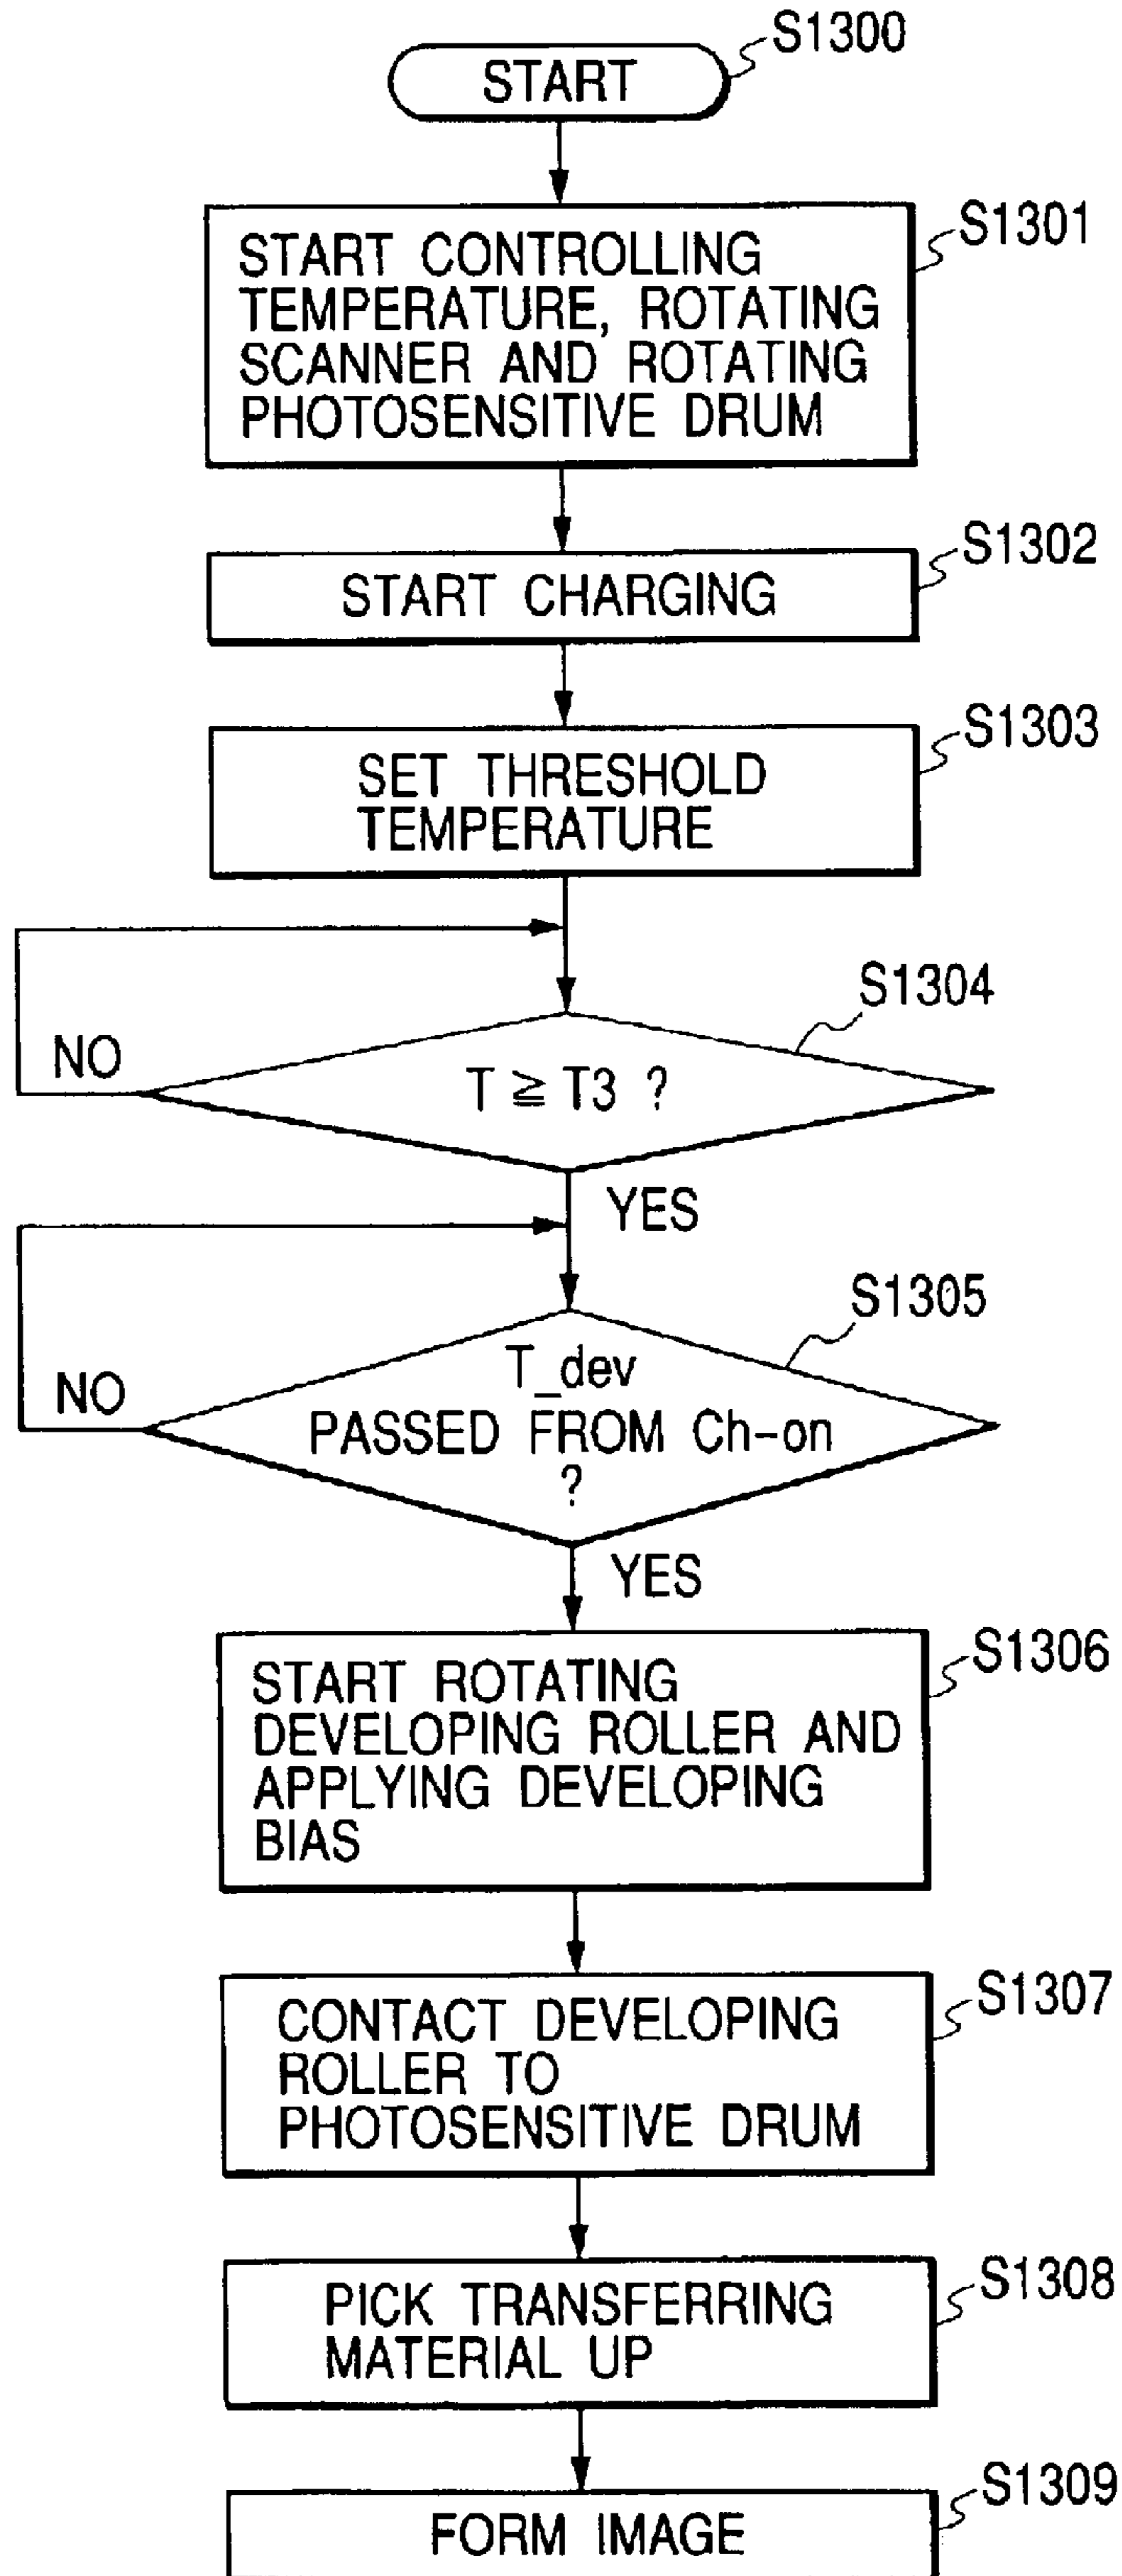 S1300
START
S1301
START CONTROLLING
TEMPERATURE, ROTATING
SCANNER AND ROTATING
PHOTOSENSITIVE DRUM
S1302
START CHARGING
S1303
SET THRESHOLD
TEMPERATURE
S1304
NO
T ≧ T3 ?
YES
S1305
T_dev
NO
PASSED FROM Ch-on
?
YES
S1306
START ROTATING
DEVELOPING ROLLER AND
APPLYING DEVELOPING
BIAS
S1307
CONTACT DEVELOPING
ROLLER TO
PHOTOSENSITIVE DRUM
S1308
PICK TRANSFERRING
MATERIAL UP
S1309
FORM IMAGE